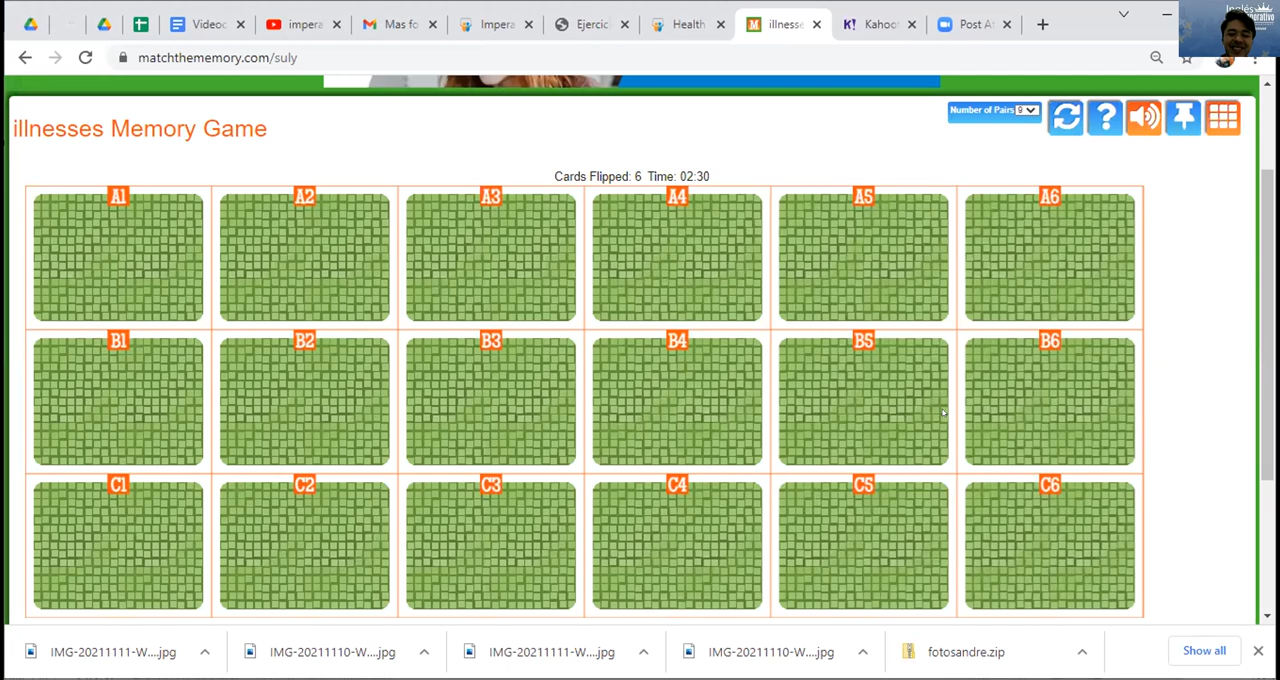 Videoc
impera
Mas fo
Impera
Ejercic
Health
illnesse
Kahoo
Post A
matchthememory.com/suly
Inglés
illnesses Memory Game
Number of Pairs 9
Cards Flipped: 6 Time: 02:30
A1 A2 A3 A4 A5 A6
B1 B2 B3 B4 B5 B6
C1 C2 C3 C4 C5 C6
IMG-20211111-W....jpg
IMG-20211110-W....jpg
IMG-20211111-W....jpg
IMG-20211110-W....jpg
fotosandre.zip
Show all